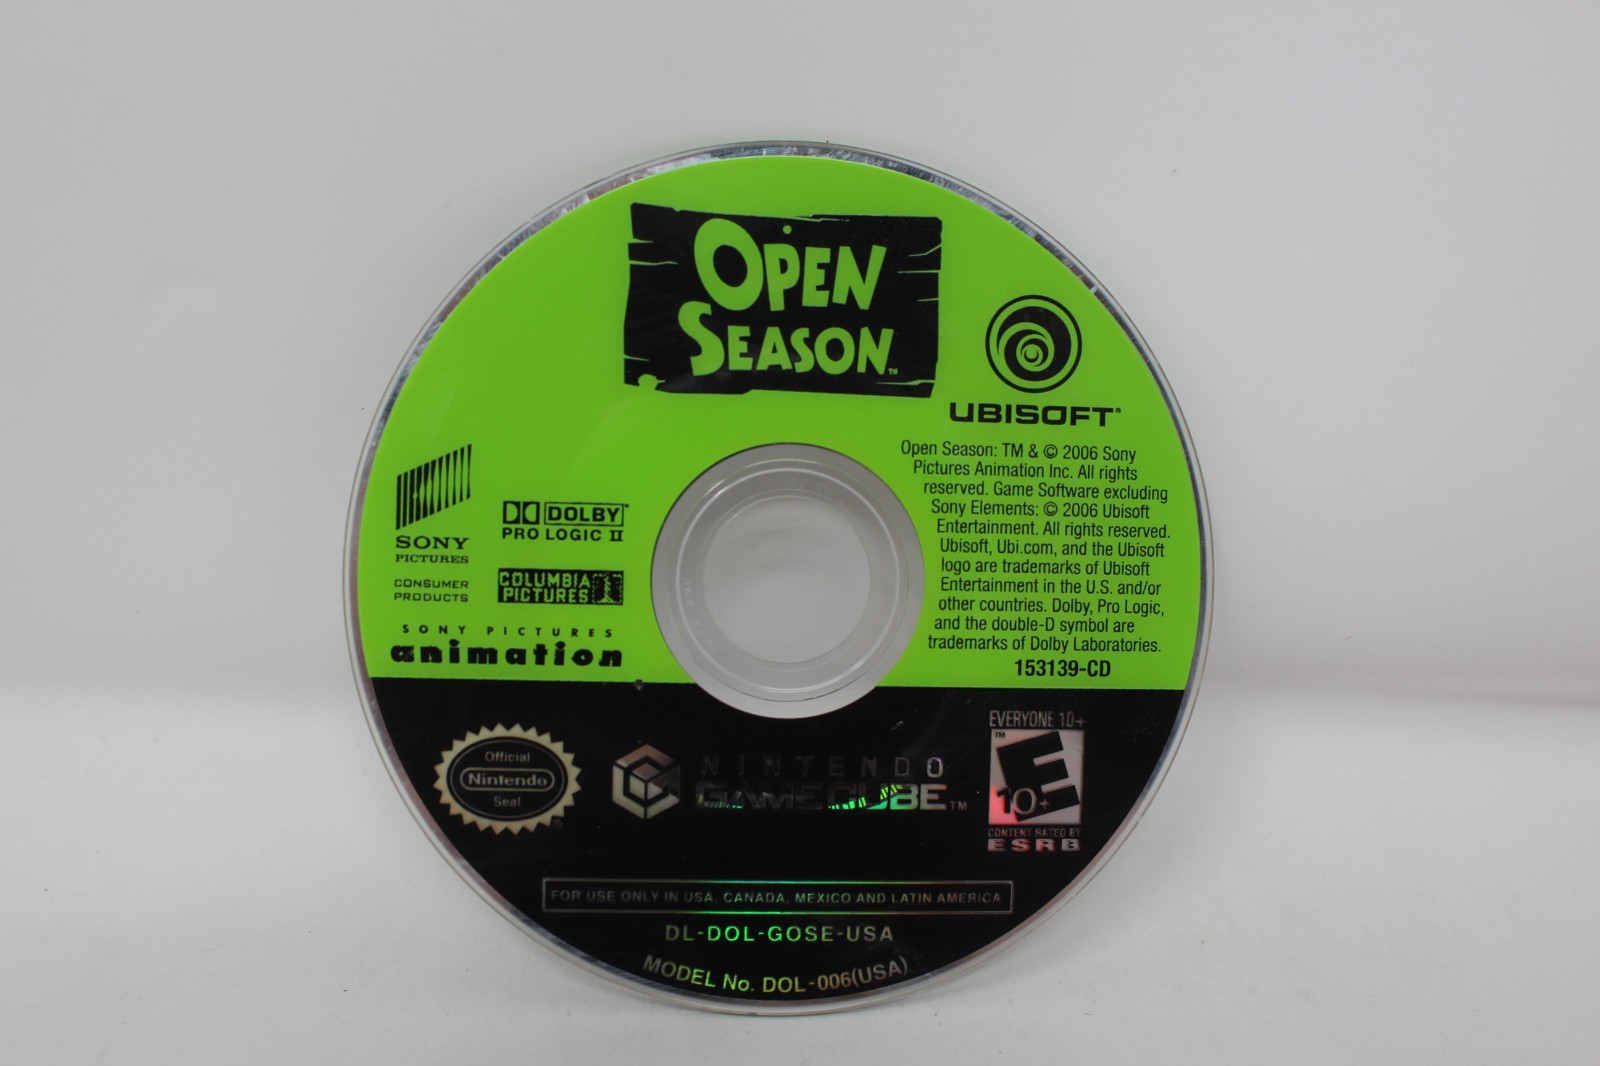 OPEN
SEASON™
UBISOFT®
Open Season: TM & © 2006 Sony
Pictures Animation Inc. All rights
reserved. Game Software excluding
Sony Elements: © 2006 Ubisoft
Entertainment. All rights reserved.
Ubisoft, Ubi.com, and the Ubisoft
logo are trademarks of Ubisoft
Entertainment in the U.S. and/or
other countries. Dolby, Pro Logic,
and the double-D symbol are
trademarks of Dolby Laboratories.
153139-CD
SONY
PICTURES
CONSUMER
PRODUCTS
DOLBY®
PRO LOGIC II
COLUMBIA
PICTURES
SONY PICTURES
animation
Official
Nintendo
Seal
NINTENDO
GAMECUBE™
EVERYONE 10+
™
E
10+
CONTENT RATED BY
ESRB
FOR USE ONLY IN USA, CANADA, MEXICO AND LATIN AMERICA
DL-DOL-GOSE-USA
MODEL No. DOL-006(USA)